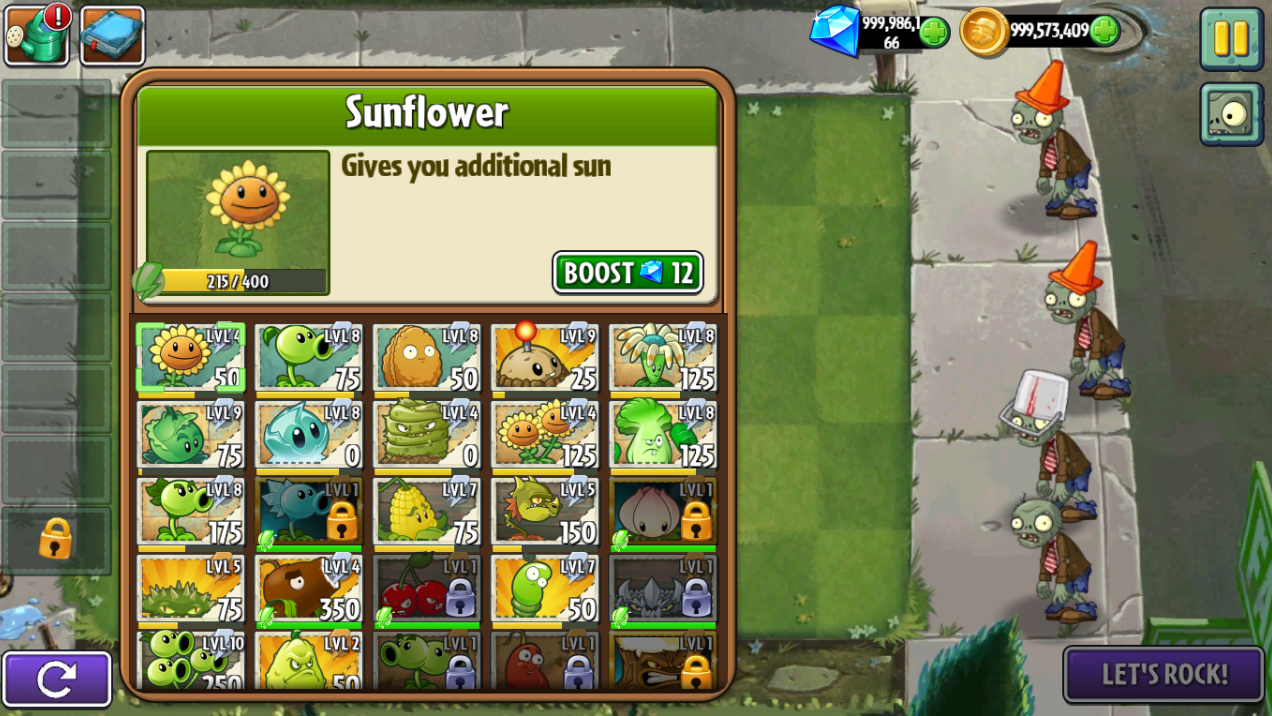 !
999,986,1
66
999,573,409
Sunflower
Gives you additional sun
215/400
BOOST 12
LVL 4 LVL 8 LVL 8 LVL 9 LVL 8
50 75 50 25 125
LVL 9 LVL 8 LVL 4 LVL 4 LVL 8
75 0 0 125 125
LVL 8 LVL 1 LVL 7 LVL 5 LVL 1
175 75 150
LVL 5 LVL 4 LVL 1 LVL 7 LVL 1
75 350 50
LVL 10 LVL 2 LVL 1 LVL 1 LVL 1
250 50
LET'S ROCK!